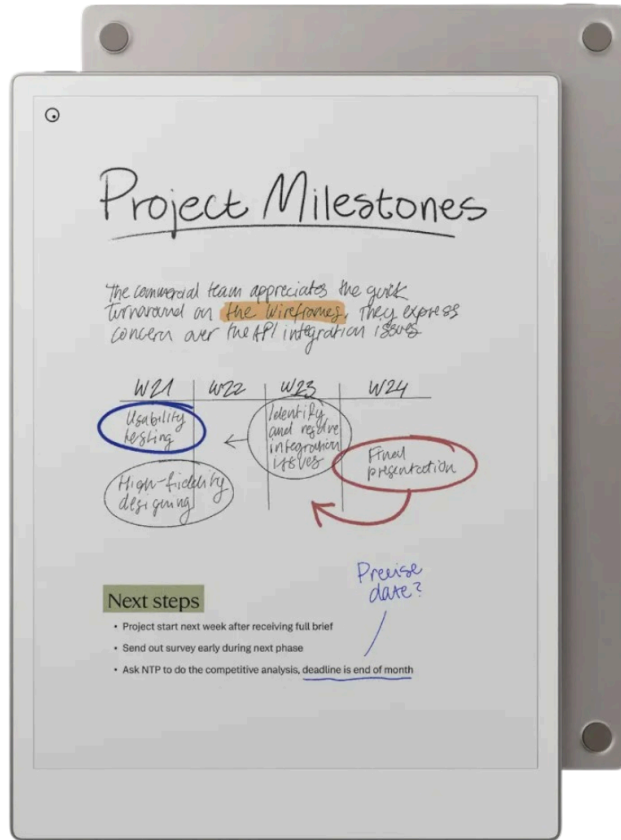 Project Milestones
The commercial team appreciates the quick
turnaround on the wireframes. They express
concern over the API integration issues
W21 W22 W23 W24
Usability
testing
High-fidelity
designing
Identify
and resolve
integration
issues
Final
presentation
Precise
date?
Next steps
• Project start next week after receiving full brief
• Send out survey early during next phase
• Ask NTP to do the competitive analysis, deadline is end of month